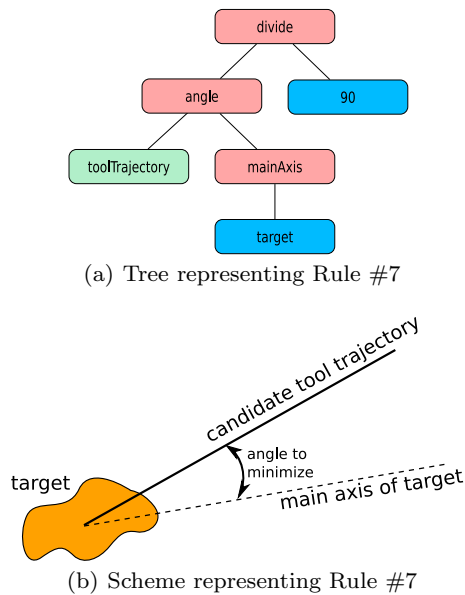 divide
angle
90
toolTrajectory
mainAxis
target
(a) Tree representing Rule #7
candidate tool trajectory
angle to
minimize
target
main axis of target
(b) Scheme representing Rule #7